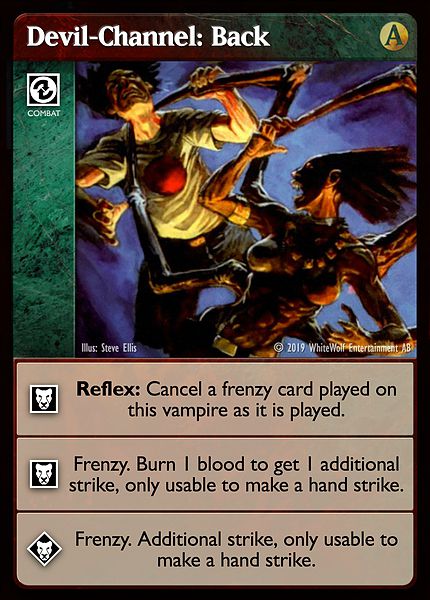 Devil-Channel: Back
A
COMBAT
Illus: Steve Ellis
© 2019 WhiteWolf Entertainment AB
Reflex: Cancel a frenzy card played on
this vampire as it is played.
Frenzy. Burn 1 blood to get 1 additional
strike, only usable to make a hand strike.
Frenzy. Additional strike, only usable to
make a hand strike.